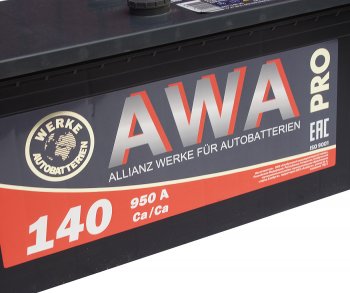 WERKE
AUTOBATTERIEN
AWA
ALLIANZ WERKE FÜR AUTOBATTERIEN
PRO
EAC
ISO 9001
140
950 A
Ca/Ca